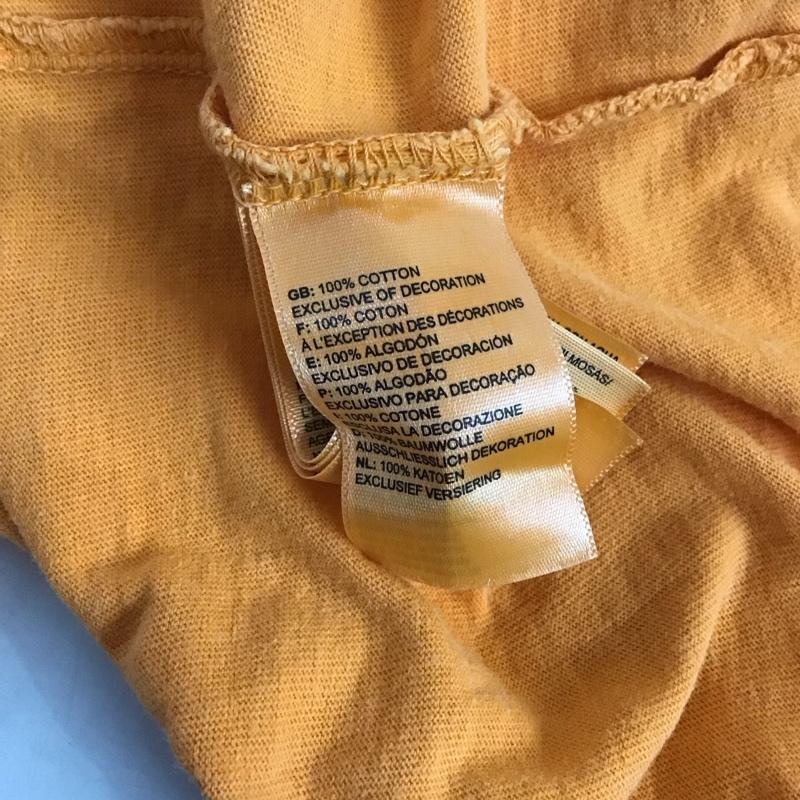 GB: 100% COTTON
EXCLUSIVE OF DECORATION
F: 100% COTON
À L'EXCEPTION DES DÉCORATIONS
E: 100% ALGODÓN
EXCLUSIVO DE DECORACIÓN
P: 100% ALGODÃO
EXCLUSIVO PARA DECORAÇÃO
I: 100% COTONE
ESCLUSA LA DECORAZIONE
D: 100% BAUMWOLLE
AUSSCHLIESSLICH DEKORATION
NL: 100% KATOEN
EXCLUSIEF VERSIERING